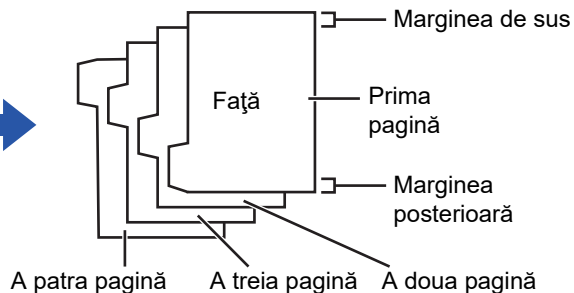 Marginea de sus
Faţă
Prima
pagină
Marginea
posterioară
A patra pagină
A treia pagină
A doua pagină